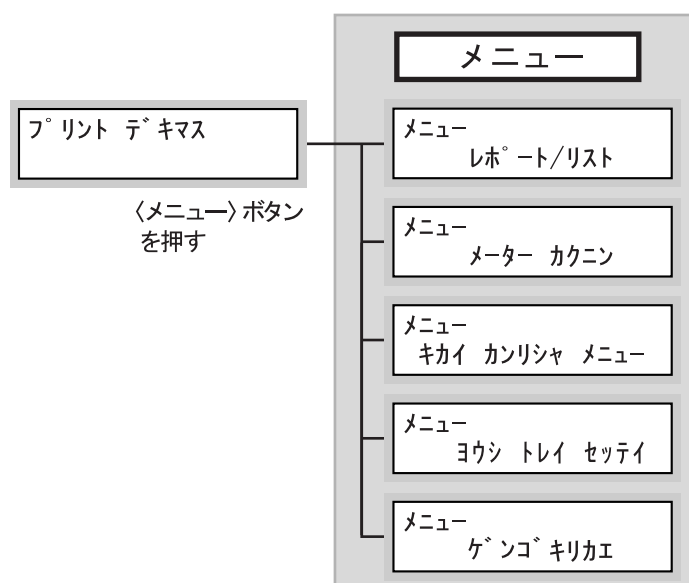 メニュー
プリント デキマス
〈メニュー〉ボタン
を押す
メニュー
レポート/リスト
メニュー
メーター カクニン
メニュー
キカイ カンリシャ メニュー
メニュー
ヨウシ トレイ セッテイ
メニュー
ゲンゴキリカエ